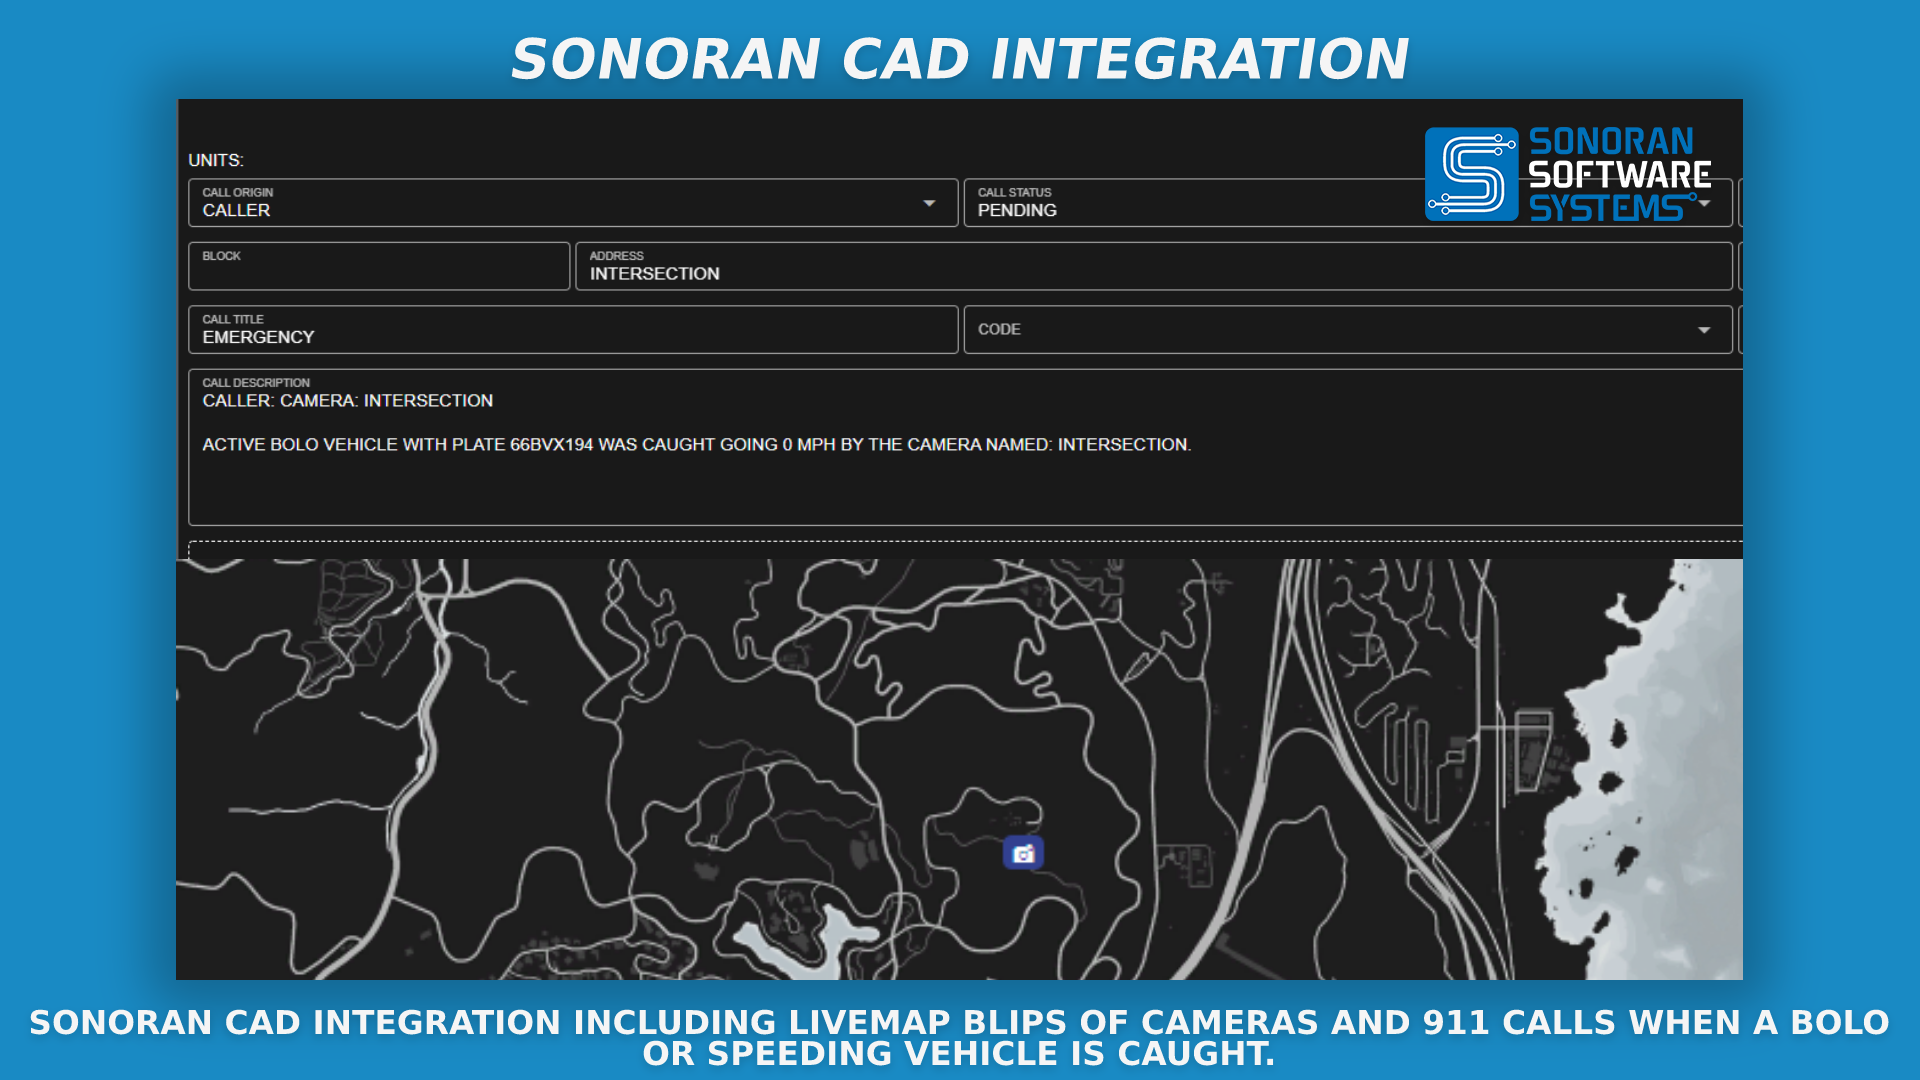 SONORAN CAD INTEGRATION
SONORAN
SOFTWARE
SYSTEMS
UNITS:
CALL ORIGIN
CALLER
CALL STATUS
PENDING
BLOCK
ADDRESS
INTERSECTION
CALL TITLE
EMERGENCY
CODE
CALL DESCRIPTION
CALLER: CAMERA: INTERSECTION
ACTIVE BOLO VEHICLE WITH PLATE 66BVX194 WAS CAUGHT GOING 0 MPH BY THE CAMERA NAMED: INTERSECTION.
SONORAN CAD INTEGRATION INCLUDING LIVEMAP BLIPS OF CAMERAS AND 911 CALLS WHEN A BOLO
OR SPEEDING VEHICLE IS CAUGHT.